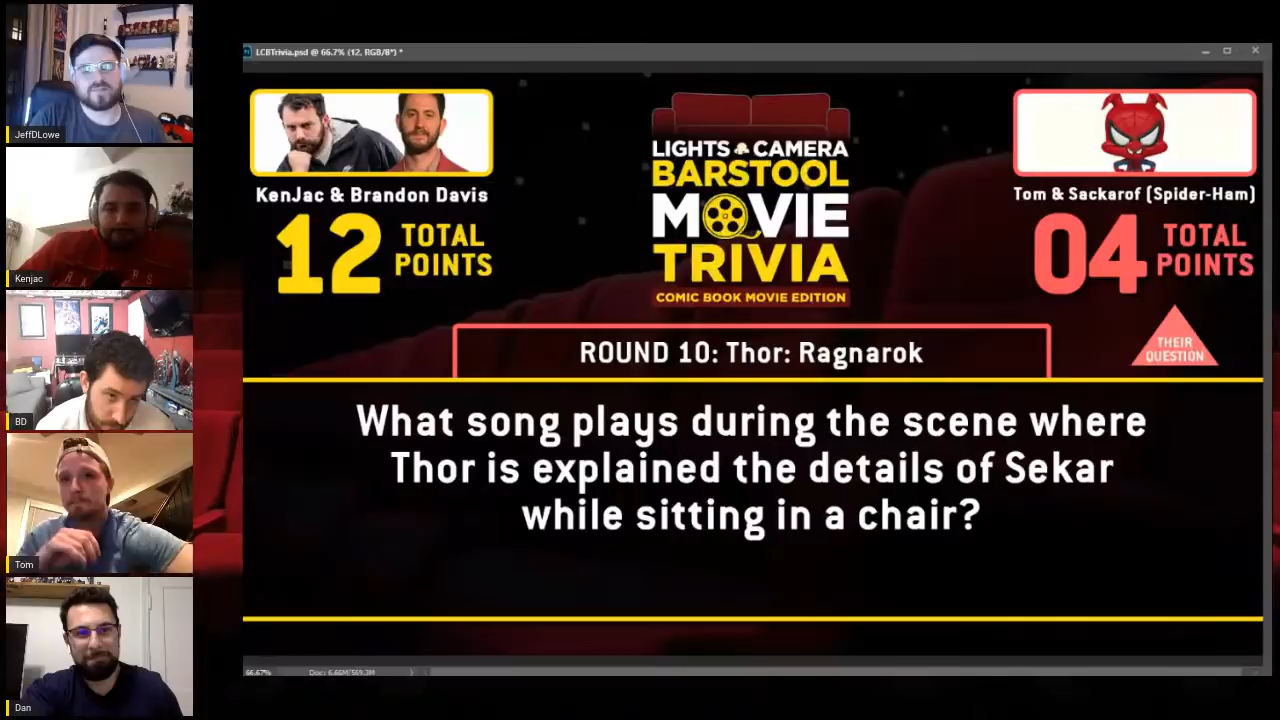 LCBTrivia.psd @ 66.7% (12, RGB/8*) *
JeffDLowe
Kenjac
BD
Tom
Dan
KenJac & Brandon Davis
12 TOTAL POINTS
LIGHTS CAMERA
BARSTOOL
MOVIE
TRIVIA
COMIC BOOK MOVIE EDITION
Tom & Sackarof (Spider-Ham)
04 TOTAL POINTS
THEIR
QUESTION
ROUND 10: Thor: Ragnarok
What song plays during the scene where
Thor is explained the details of Sekar
while sitting in a chair?
66.67%